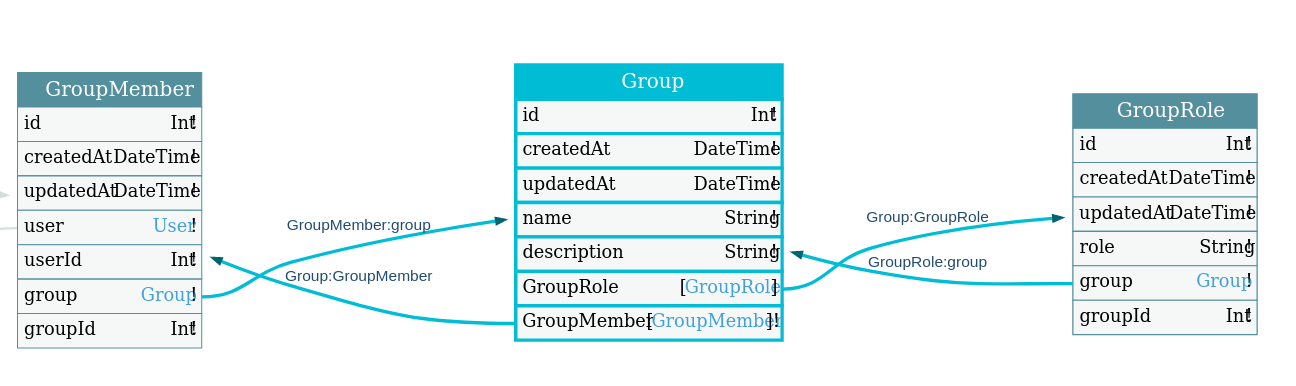 GroupMember
id Int!
createdAt DateTime!
updatedAt DateTime!
user User!
userId Int!
group Group!
groupId Int!
GroupMember:group
Group:GroupMember
Group
id Int!
createdAt DateTime!
updatedAt DateTime!
name String!
description String!
GroupRole [GroupRole]!
GroupMember [GroupMember]!
Group:GroupRole
GroupRole:group
GroupRole
id Int!
createdAt DateTime!
updatedAt DateTime!
role String!
group Group!
groupId Int!